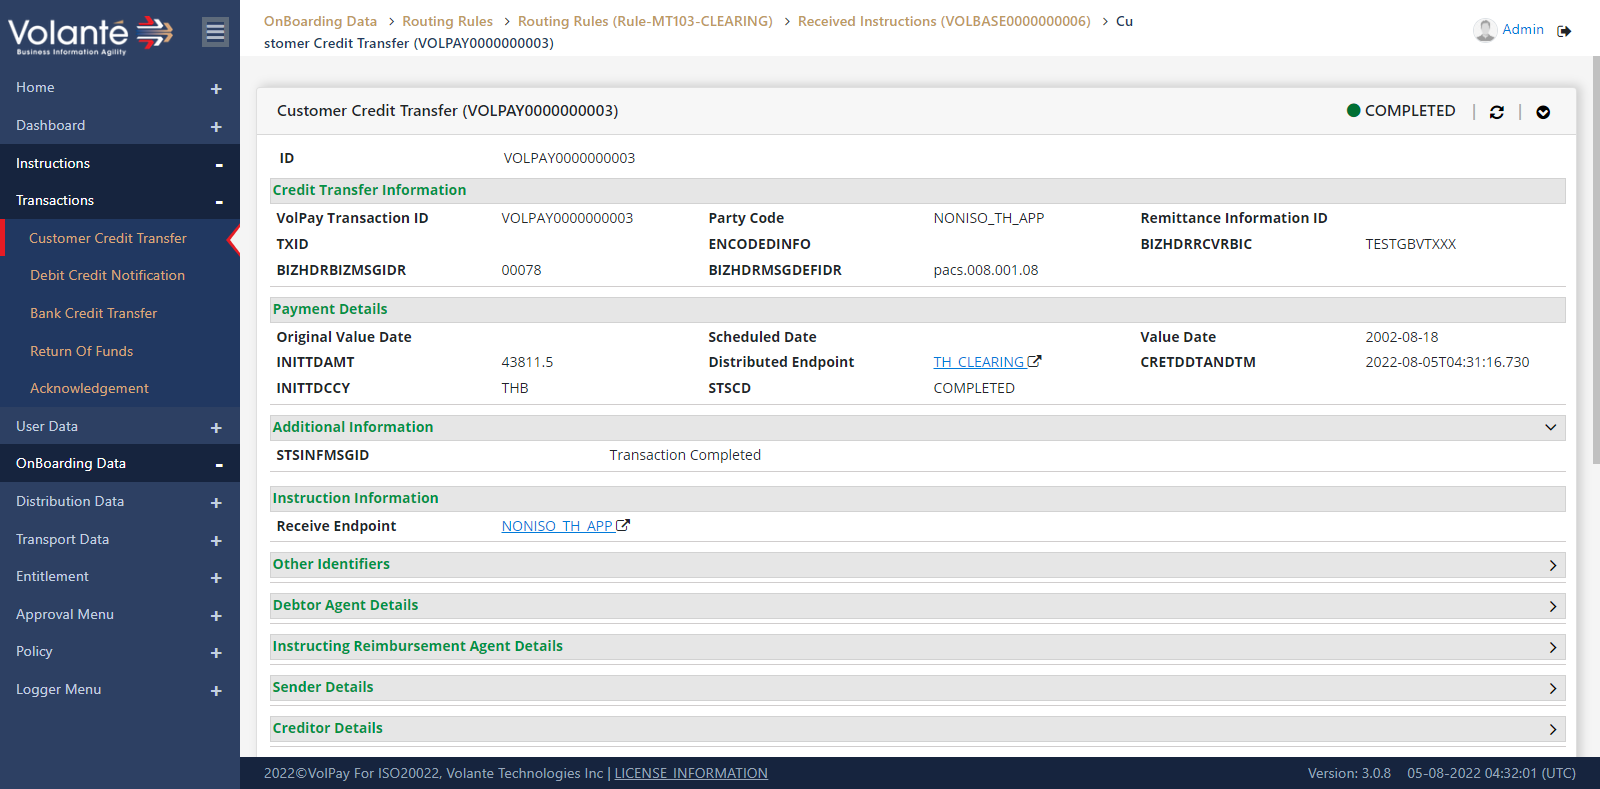 Volanté
Business Information Agility
OnBoarding Data > Routing Rules > Routing Rules (Rule-MT103-CLEARING) > Received Instructions (VOLBASE0000000006) > Cu
stomer Credit Transfer (VOLPAY0000000003)
Admin
Home +
Dashboard +
Instructions -
Transactions -
Customer Credit Transfer
Debit Credit Notification
Bank Credit Transfer
Return Of Funds
Acknowledgement
User Data +
OnBoarding Data -
Distribution Data +
Transport Data +
Entitlement +
Approval Menu +
Policy +
Logger Menu +
Customer Credit Transfer (VOLPAY0000000003) COMPLETED | |
ID VOLPAY0000000003
Credit Transfer Information
VolPay Transaction ID VOLPAY0000000003 Party Code NONISO_TH_APP Remittance Information ID
TXID ENCODEDINFO BIZHDRRCVRBIC TESTGBVTXXX
BIZHDRBIZMSGIDR 00078 BIZHDRMSGDEFIDR pacs.008.001.08
Payment Details
Original Value Date Scheduled Date Value Date 2002-08-18
INITTDAMT 43811.5 Distributed Endpoint TH_CLEARING CRETDDTANDTM 2022-08-05T04:31:16.730
INITTDCCY THB STSCD COMPLETED
Additional Information
STSINFMSGID Transaction Completed
Instruction Information
Receive Endpoint NONISO_TH_APP
Other Identifiers
Debtor Agent Details
Instructing Reimbursement Agent Details
Sender Details
Creditor Details
2022©VolPay For ISO20022, Volante Technologies Inc | LICENSE INFORMATION Version: 3.0.8 05-08-2022 04:32:01 (UTC)